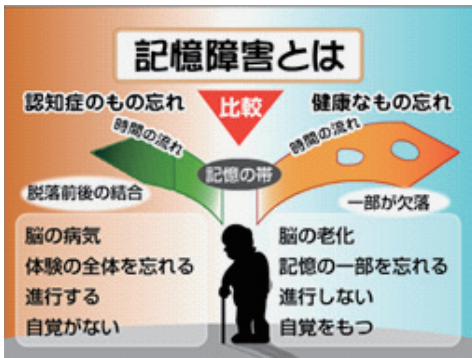 記憶障害とは
認知症のもの忘れ
比較
健康なもの忘れ
時間の流れ
時間の流れ
記憶の帯
脱落前後の結合
一部が欠落
脳の病気
体験の全体を忘れる
進行する
自覚がない
脳の老化
記憶の一部を忘れる
進行しない
自覚をもつ